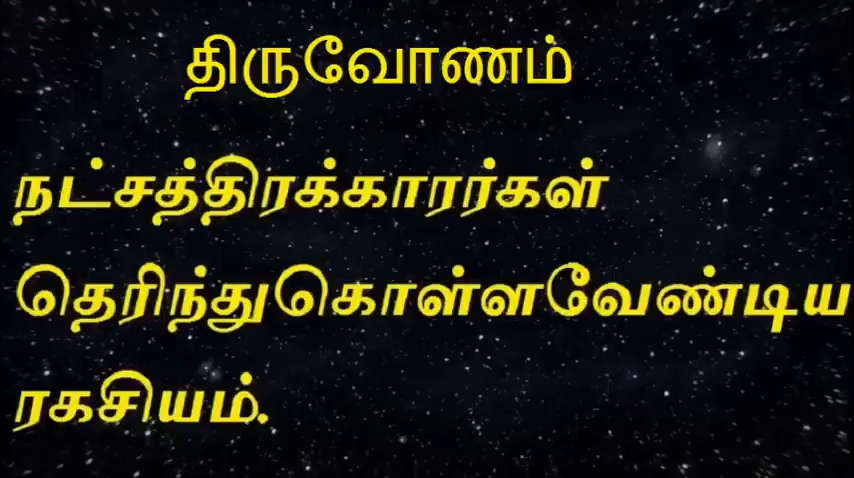 திருவோணம்
நட்சத்திரக்காரர்கள்
தெரிந்துகொள்ளவேண்டிய
ரகசியம்.